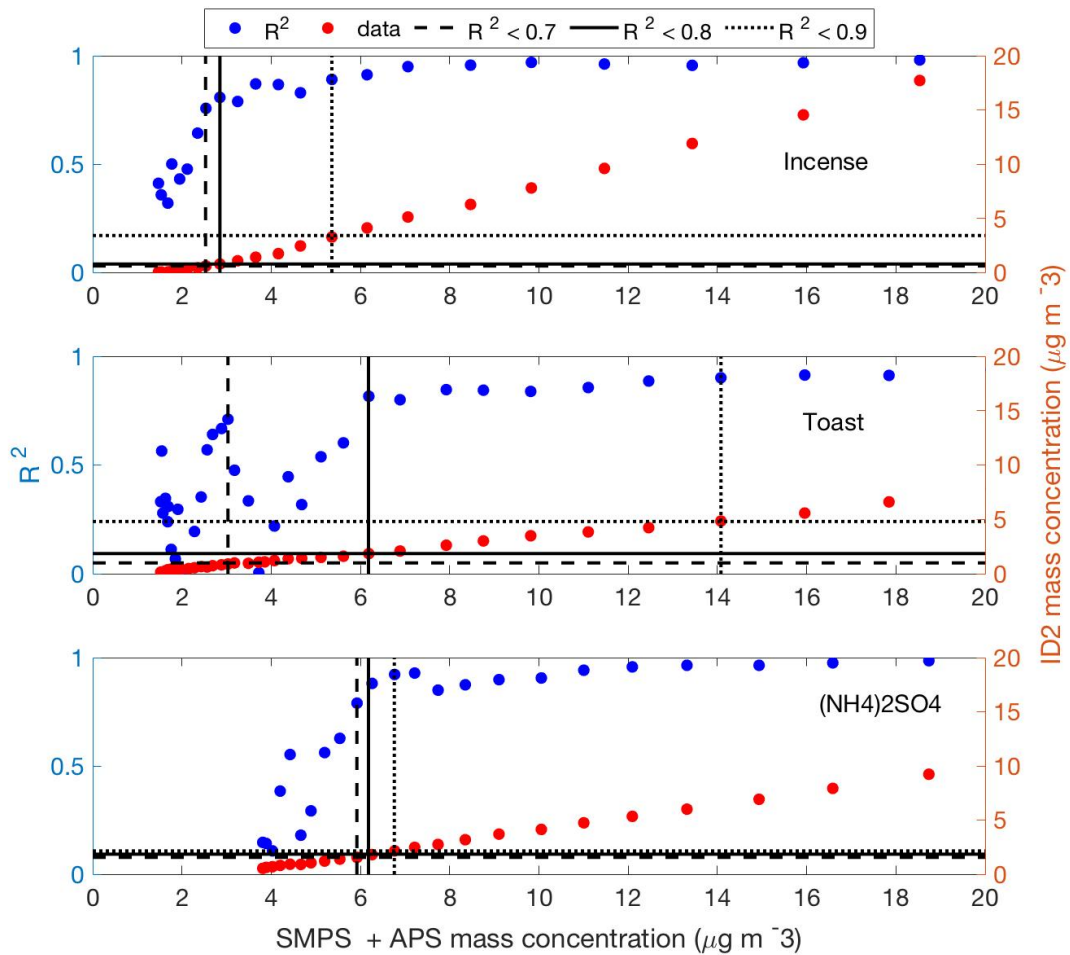 R 2 data R 2 < 0.7 R 2 < 0.8 R 2 < 0.9
1 20
15
0.5 Incense 10
5
0 0
0 2 4 6 8 10 12 14 16 18 20
1 20
15
Toast
0.5 10
5
0 0
0 2 4 6 8 10 12 14 16 18 20
1 20
(NH4)2SO4 15
0.5 10
5
0 0
0 2 4 6 8 10 12 14 16 18 20
SMPS + APS mass concentration (μg m -3)
R 2
ID2 mass concentration (μg m -3)